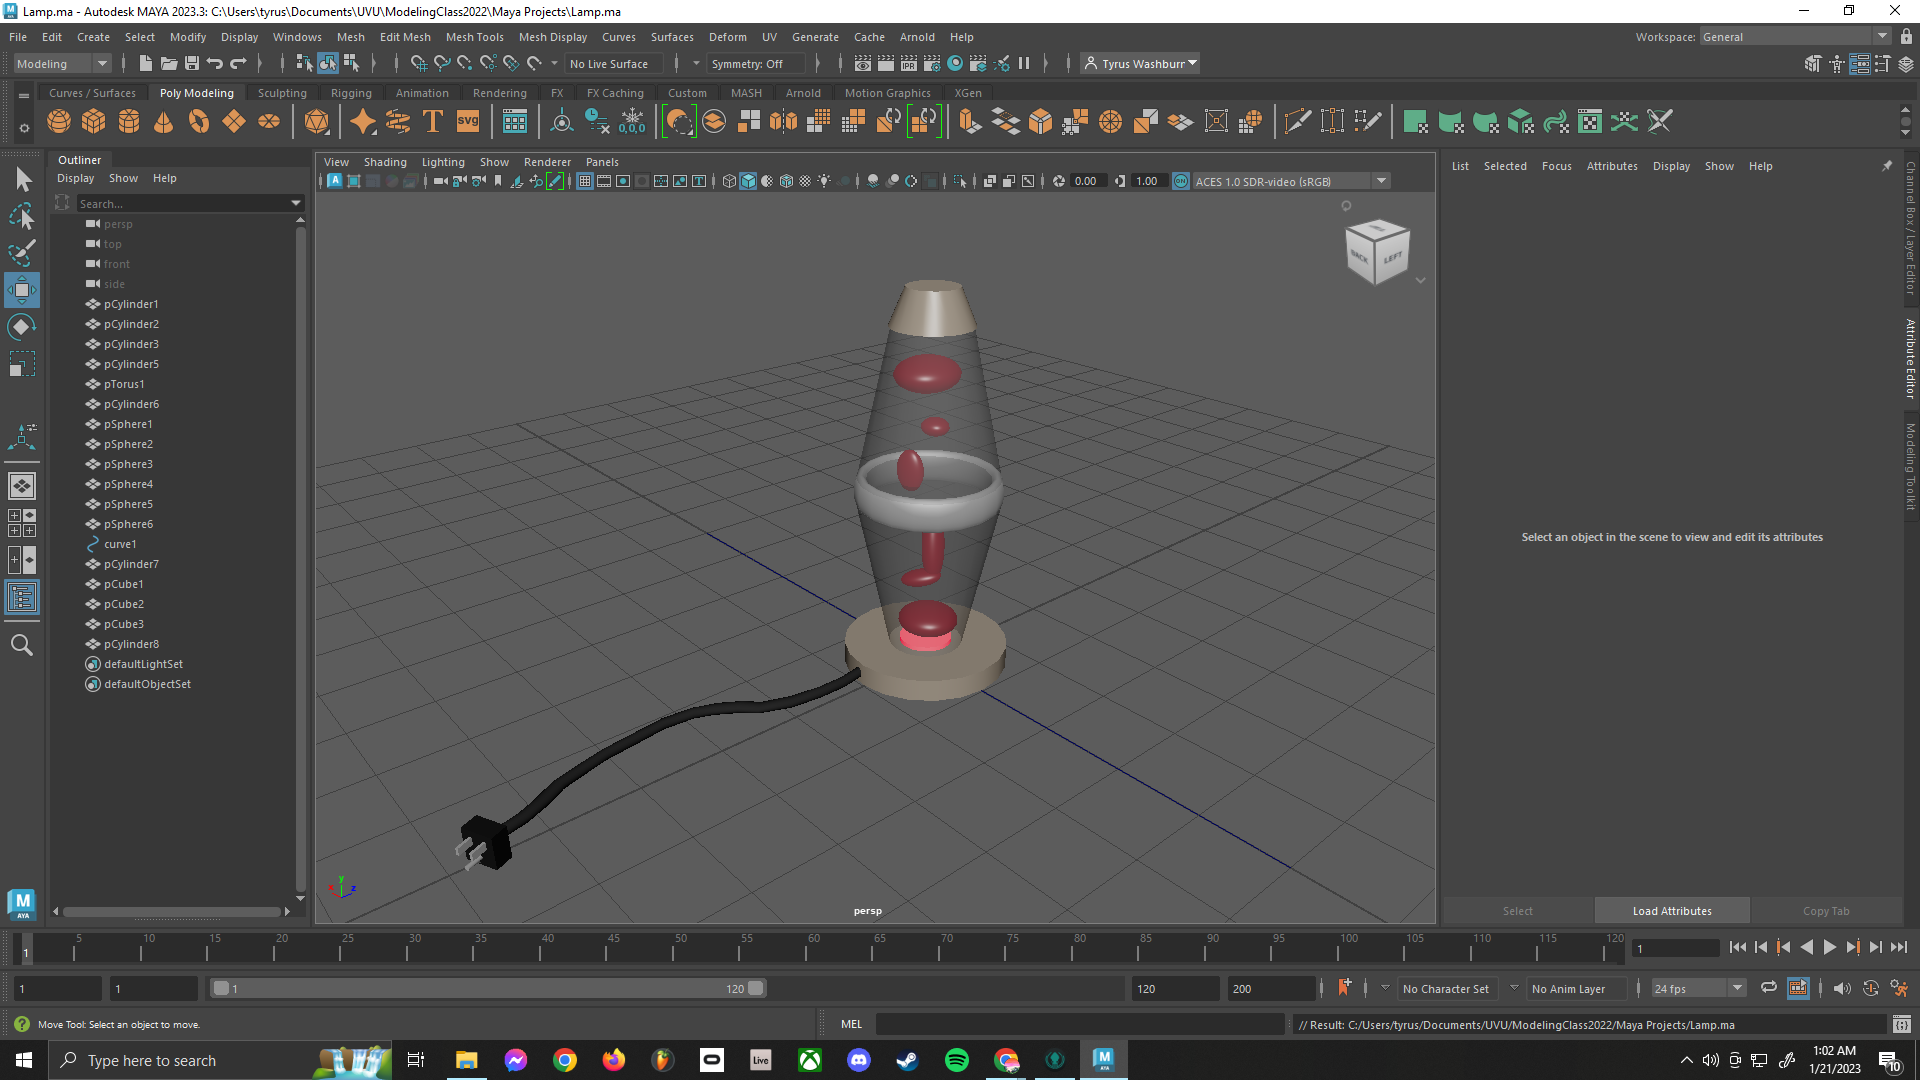 Lamp.ma - Autodesk MAYA 2023.3: C:\Users\tyrus\Documents\UVU\ModelingClass2022\Maya Projects\Lamp.ma
File Edit Create Select Modify Display Windows Mesh Edit Mesh Mesh Tools Mesh Display Curves Surfaces Deform UV Generate Cache Arnold Help
Workspace: General
Modeling No Live Surface Symmetry: Off Tyrus Washburr
Curves / Surfaces Poly Modeling Sculpting Rigging Animation Rendering FX FX Caching Custom MASH Arnold Motion Graphics XGen
T SVG 0,0,0
Outliner
Display Show Help
Search...
persp
top
front
side
pCylinder1
pCylinder2
pCylinder3
pCylinder5
pTorus1
pCylinder6
pSphere1
pSphere2
pSphere3
pSphere4
pSphere5
pSphere6
curve1
pCylinder7
pCube1
pCube2
pCube3
pCylinder8
defaultLightSet
defaultObjectSet
View Shading Lighting Show Renderer Panels
0.00 1.00 ACES 1.0 SDR-video (sRGB)
BACK LEFT
y
x z
persp
List Selected Focus Attributes Display Show Help
Select an object in the scene to view and edit its attributes
Select Load Attributes Copy Tab
Channel Box / Layer Editor
Attribute Editor
Modeling Toolkit
M
AYA
1 5 10 15 20 25 30 35 40 45 50 55 60 65 70 75 80 85 90 95 100 105 110 115 120 1
1 1 1 120 120 200 No Character Set No Anim Layer 24 fps
Move Tool: Select an object to move. MEL // Result: C:/Users/tyrus/Documents/UVU/ModelingClass2022/Maya Projects/Lamp.ma
Type here to search
Live
1:02 AM
1/21/2023
10